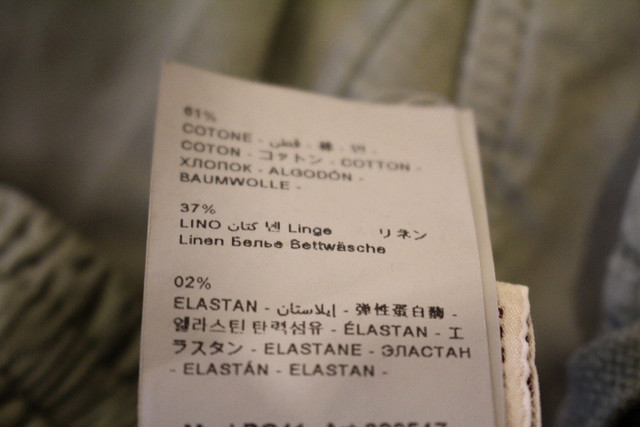 61%
COTONE - قطن - 棉 - 면 -
COTON - コットン - COTTON -
ХЛОПОК - ALGODÓN -
BAUMWOLLE -
37%
LINO كتان 넨 Linge リネン
Linen Белье Bettwäsche
02%
ELASTAN - إيلاستان - 弹性蛋白酶 -
엘라스틴 탄력섬유 - ÉLASTAN - エ
ラスタン - ELASTANE - ЭЛАСТАН
- ELASTÁN - ELASTAN -